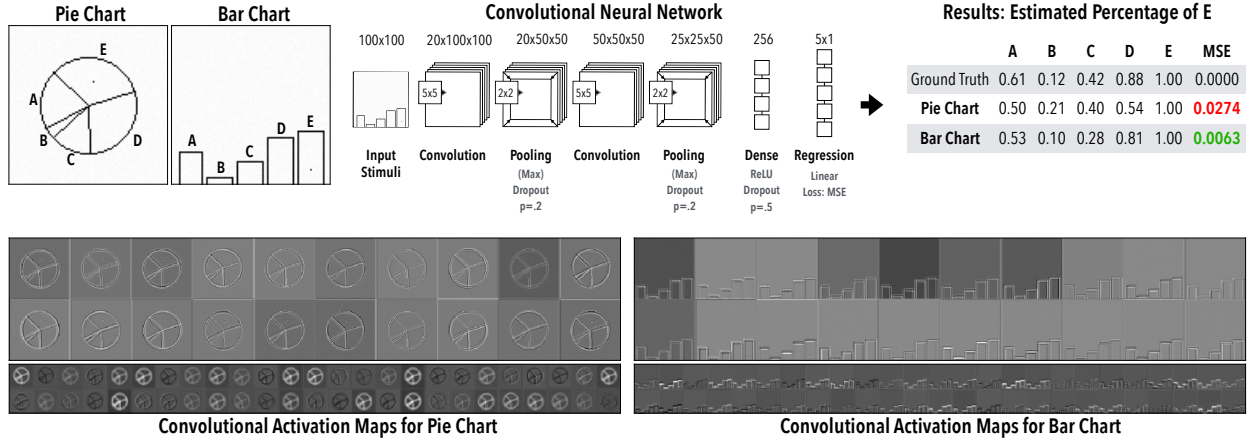 Pie Chart
Bar Chart
Convolutional Neural Network
Results: Estimated Percentage of E
E
A
B
C
D
A
B
C
D
E
100x100
20x100x100
20x50x50
50x50x50
25x25x50
256
5x1
5x5
2x2
5x5
2x2
Input
Stimuli
Convolution
Pooling
(Max)
Dropout
p=.2
Convolution
Pooling
(Max)
Dropout
p=.2
Dense
ReLU
Dropout
p=.5
Regression
Linear
Loss: MSE
A B C D E MSE
Ground Truth 0.61 0.12 0.42 0.88 1.00 0.0000
Pie Chart 0.50 0.21 0.40 0.54 1.00 0.0274
Bar Chart 0.53 0.10 0.28 0.81 1.00 0.0063
Convolutional Activation Maps for Pie Chart
Convolutional Activation Maps for Bar Chart